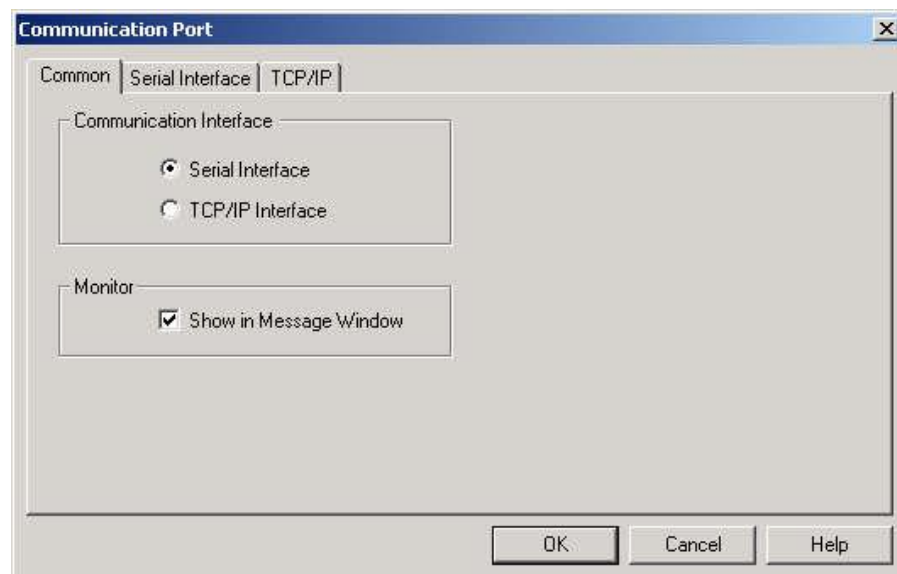 Communication Port
Common Serial Interface TCP/IP
Communication Interface
Serial Interface
TCP/IP Interface
Monitor
Show in Message Window
OK Cancel Help